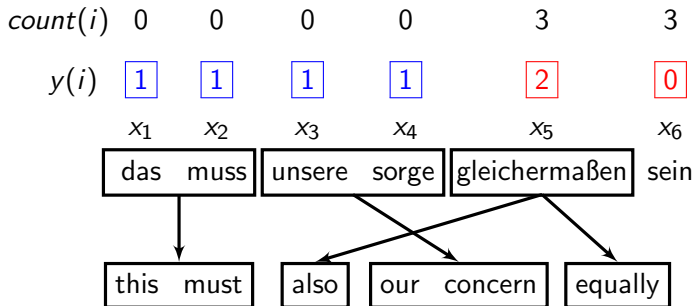 count(i) 0 0 0 0 3 3
y(i) 1 1 1 1 2 0
x1 x2 x3 x4 x5 x6
das muss unsere sorge gleichermaßen sein
this must also our concern equally